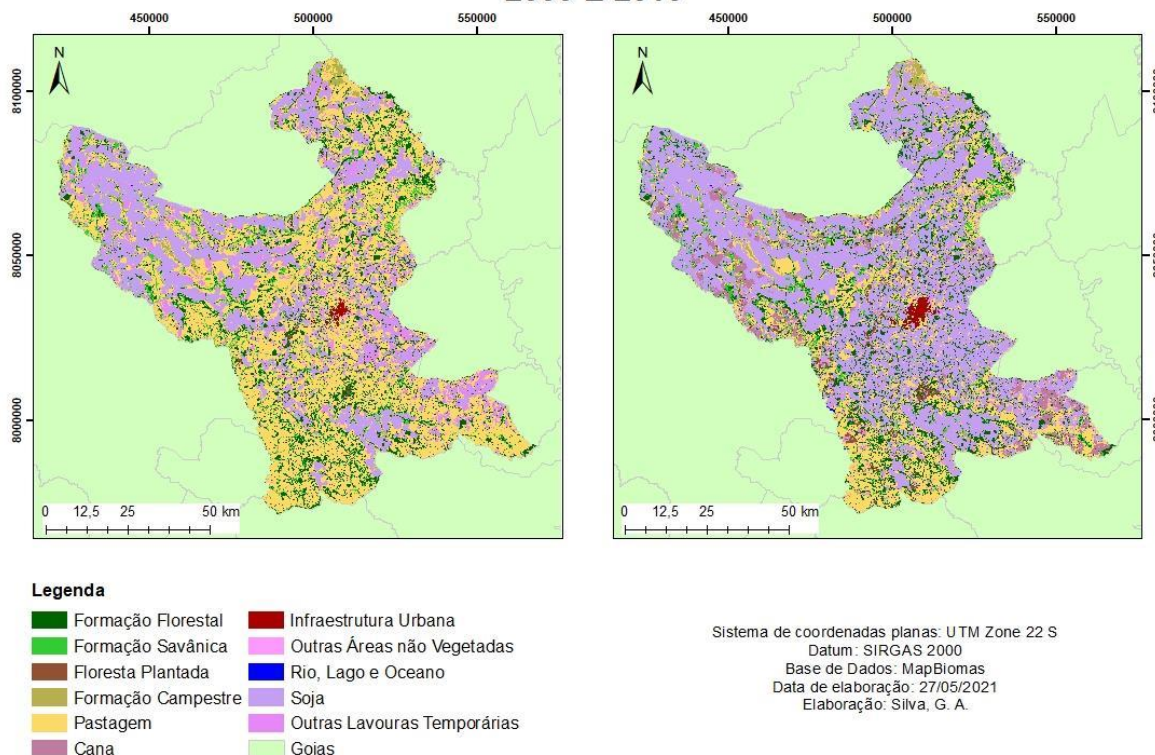 450000 500000 550000 450000 500000 550000
N N
8100000
8050000
8000000
0 12,5 25 50 km 0 12,5 25 50 km
Legenda
Formação Florestal Infraestrutura Urbana
Formação Savânica Outras Áreas não Vegetadas
Floresta Plantada Rio, Lago e Oceano
Formação Campestre Soja
Pastagem Outras Lavouras Temporárias
Cana Goias
Sistema de coordenadas planas: UTM Zone 22 S
Datum: SIRGAS 2000
Base de Dados: MapBiomas
Data de elaboração: 27/05/2021
Elaboração: Silva, G. A.